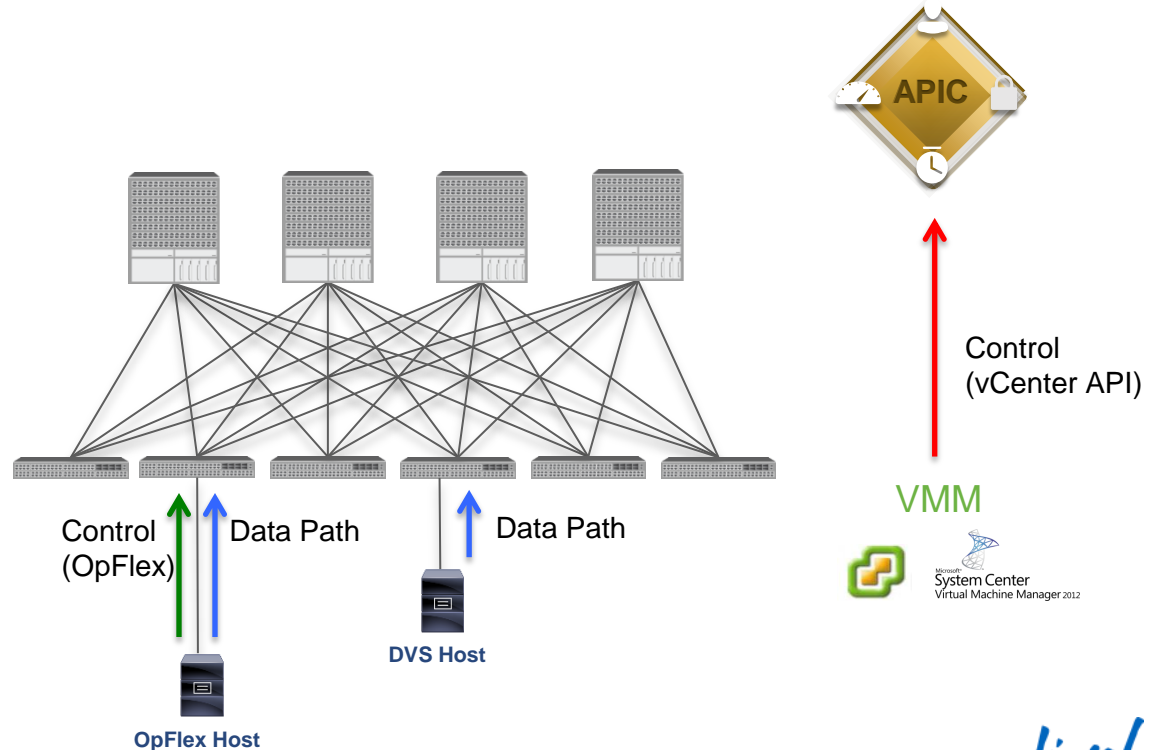 APIC
Control
(vCenter API)
VMM
Microsoft
System Center
Virtual Machine Manager 2012
Control
(OpFlex)
Data Path
Data Path
DVS Host
OpFlex Host